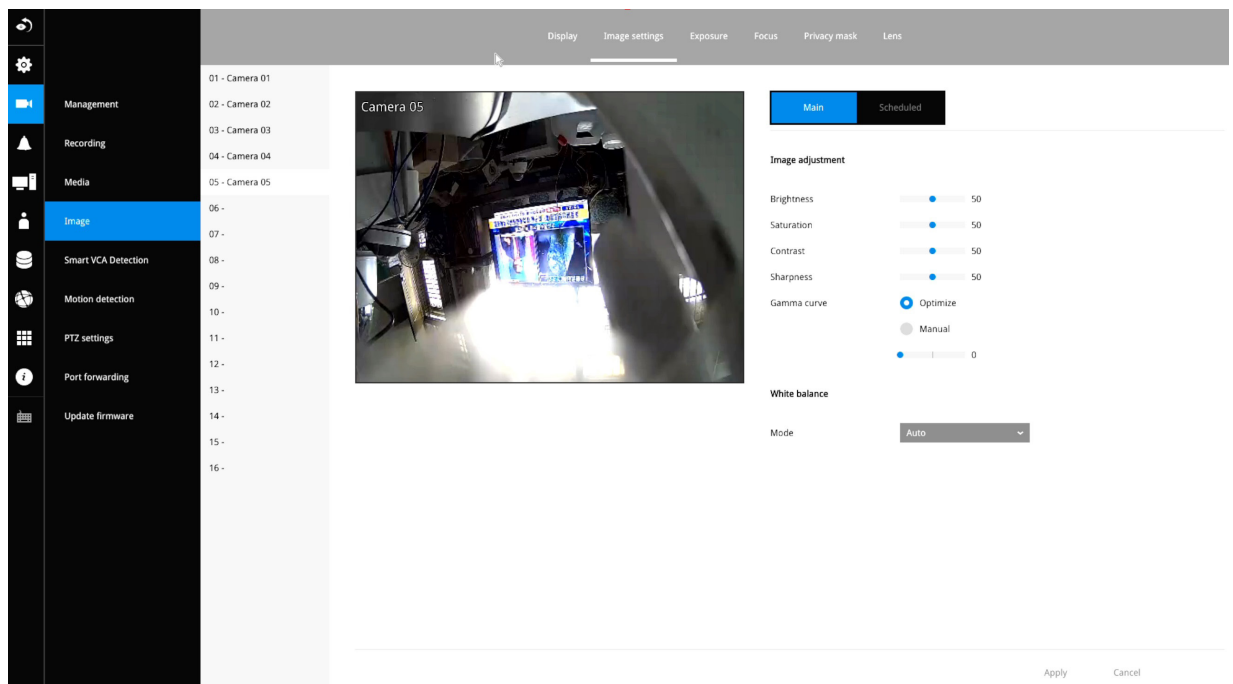 Display Image settings Exposure Focus Privacy mask Lens
Management
Recording
Media
Image
Smart VCA Detection
Motion detection
PTZ settings
Port forwarding
Update firmware
01 - Camera 01
02 - Camera 02
03 - Camera 03
04 - Camera 04
05 - Camera 05
06 -
07 -
08 -
09 -
10 -
11 -
12 -
13 -
14 -
15 -
16 -
Camera 05
Main Scheduled
Image adjustment
Brightness 50
Saturation 50
Contrast 50
Sharpness 50
Gamma curve Optimize
Manual
0
White balance
Mode Auto
Apply Cancel